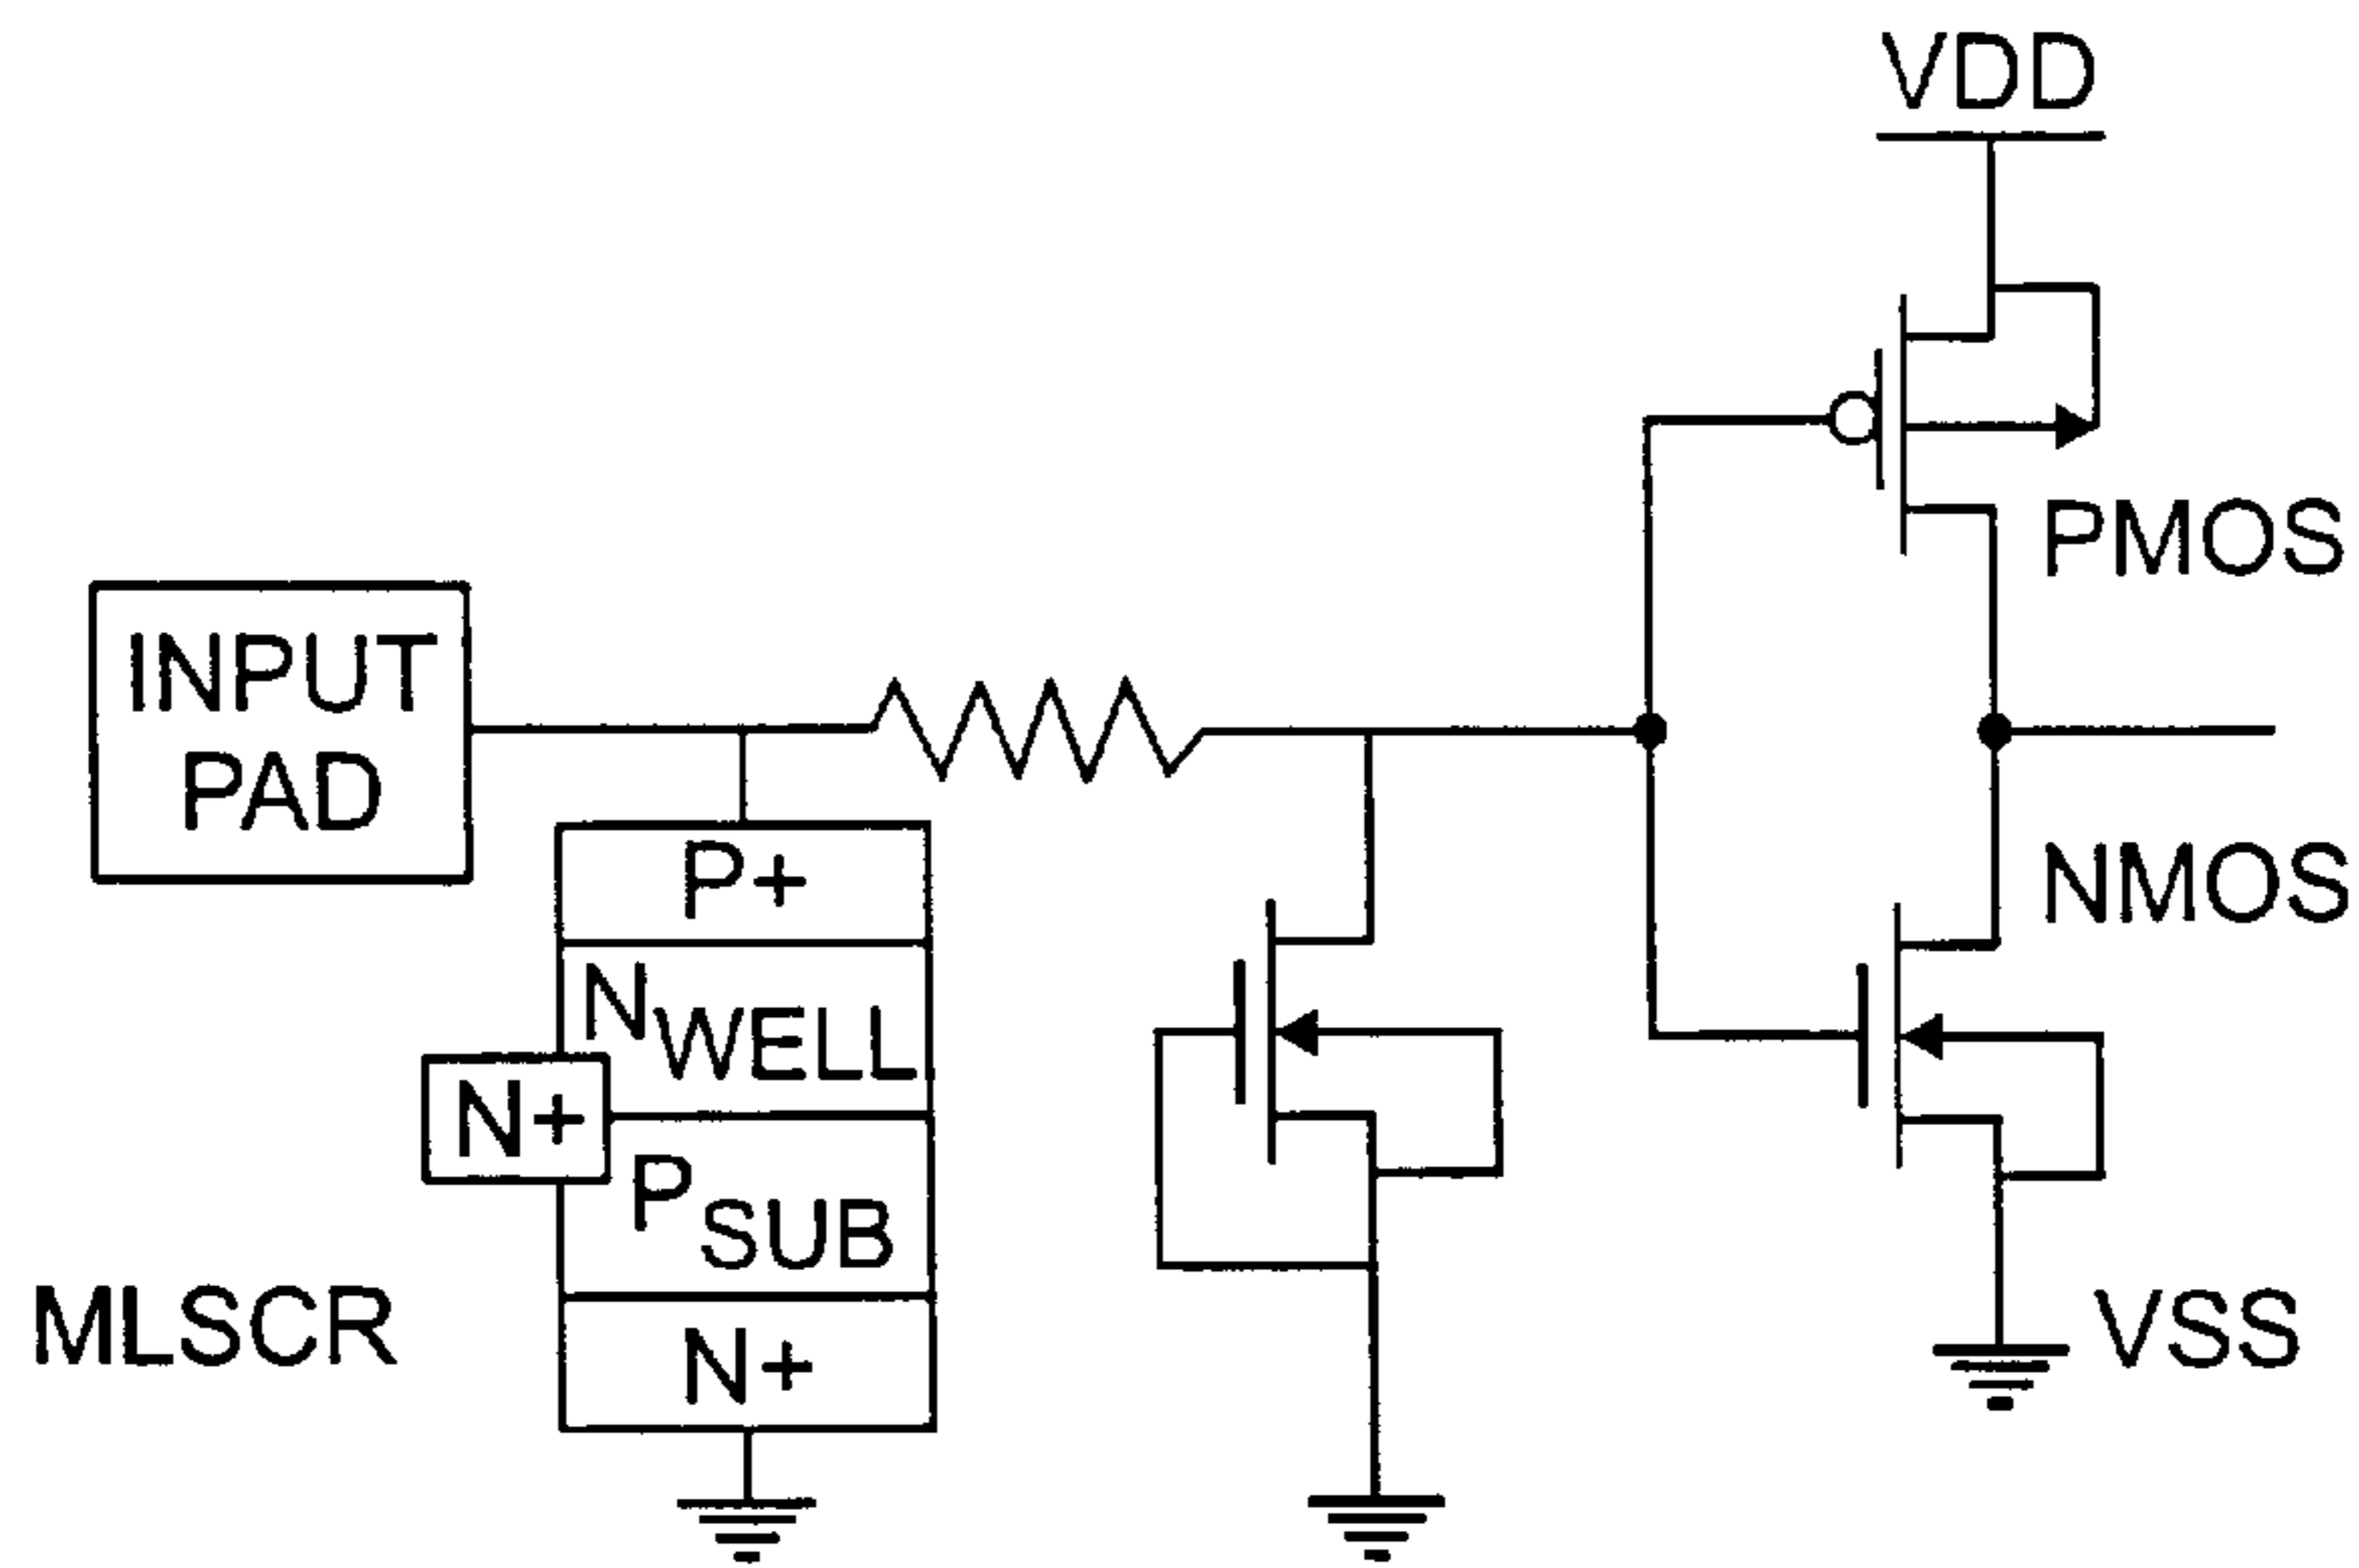 VDD
PMOS
INPUT
PAD
P+
NWELL
N+
PSUB
N+
MLSCR
NMOS
VSS